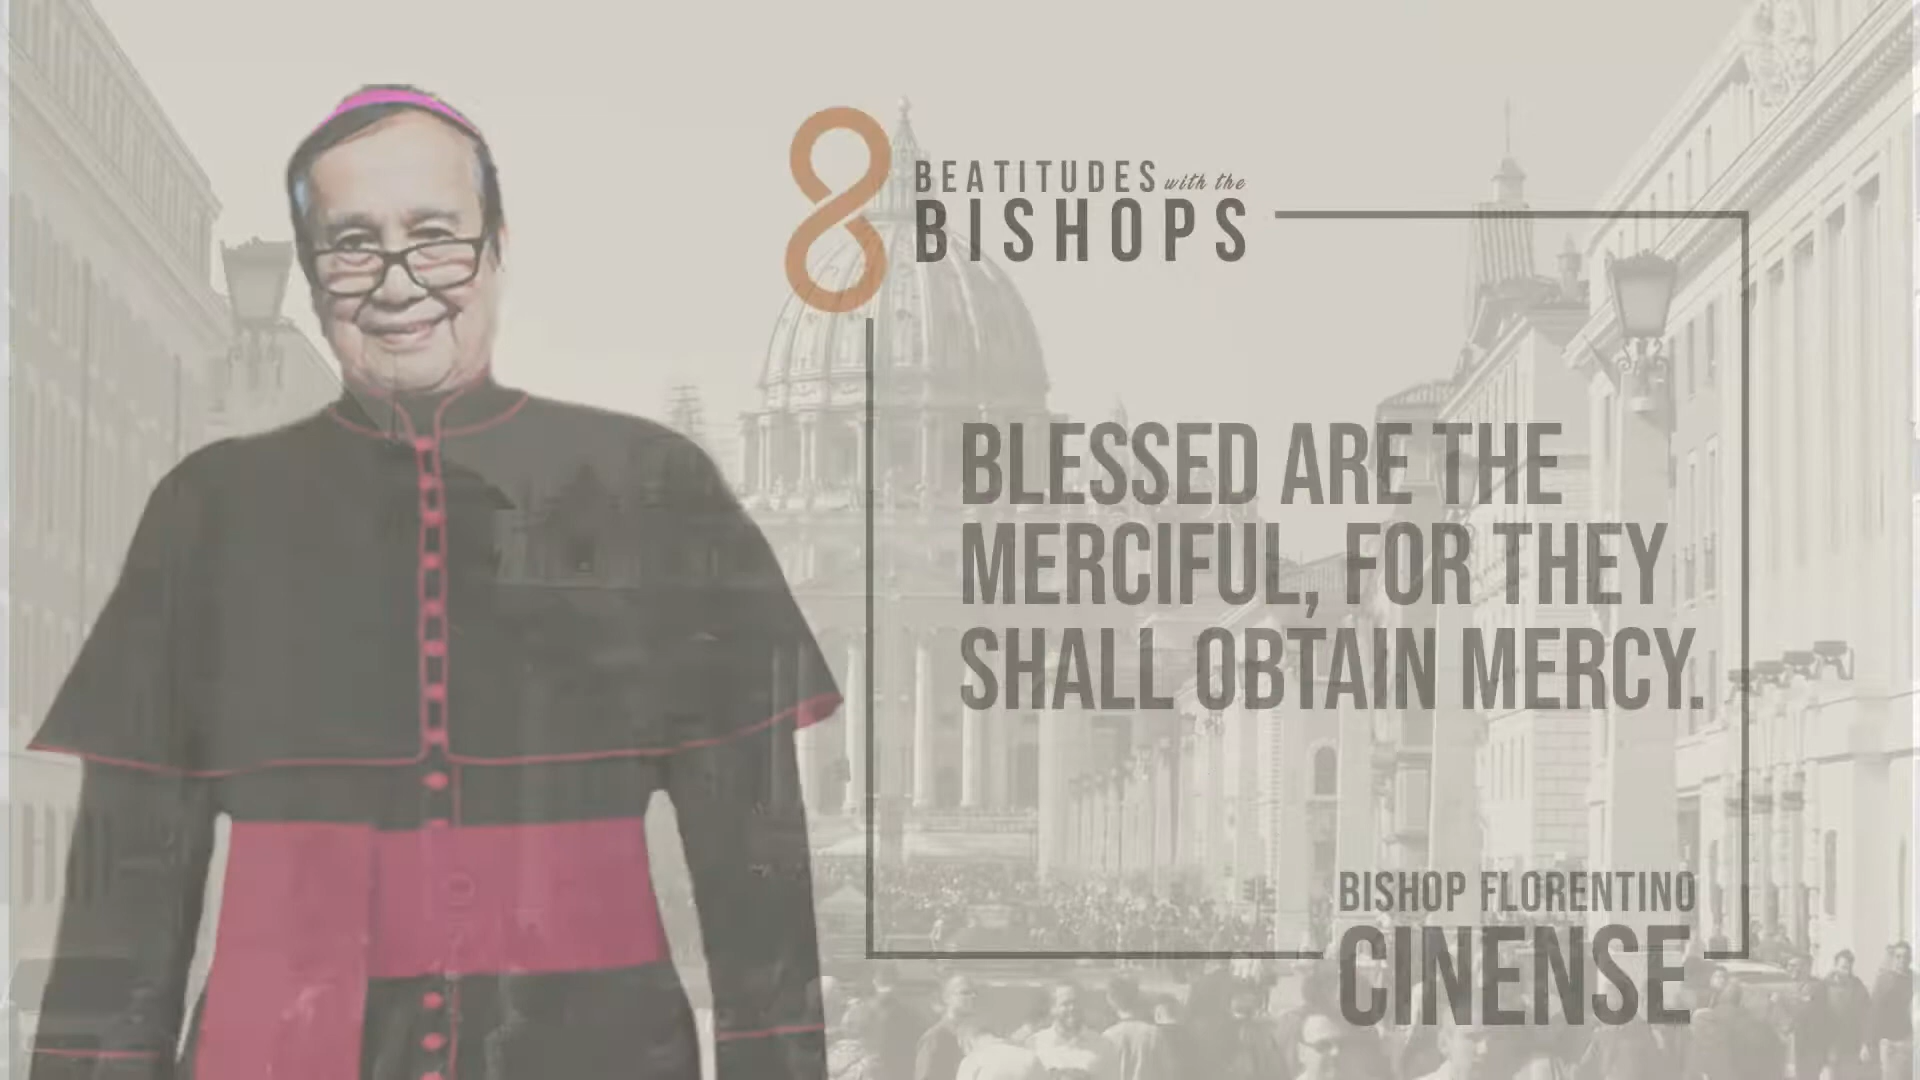 8
BEATITUDES with the
BISHOPS
BLESSED ARE THE
MERCIFUL, FOR THEY
SHALL OBTAIN MERCY.
BISHOP FLORENTINO
CINENSE